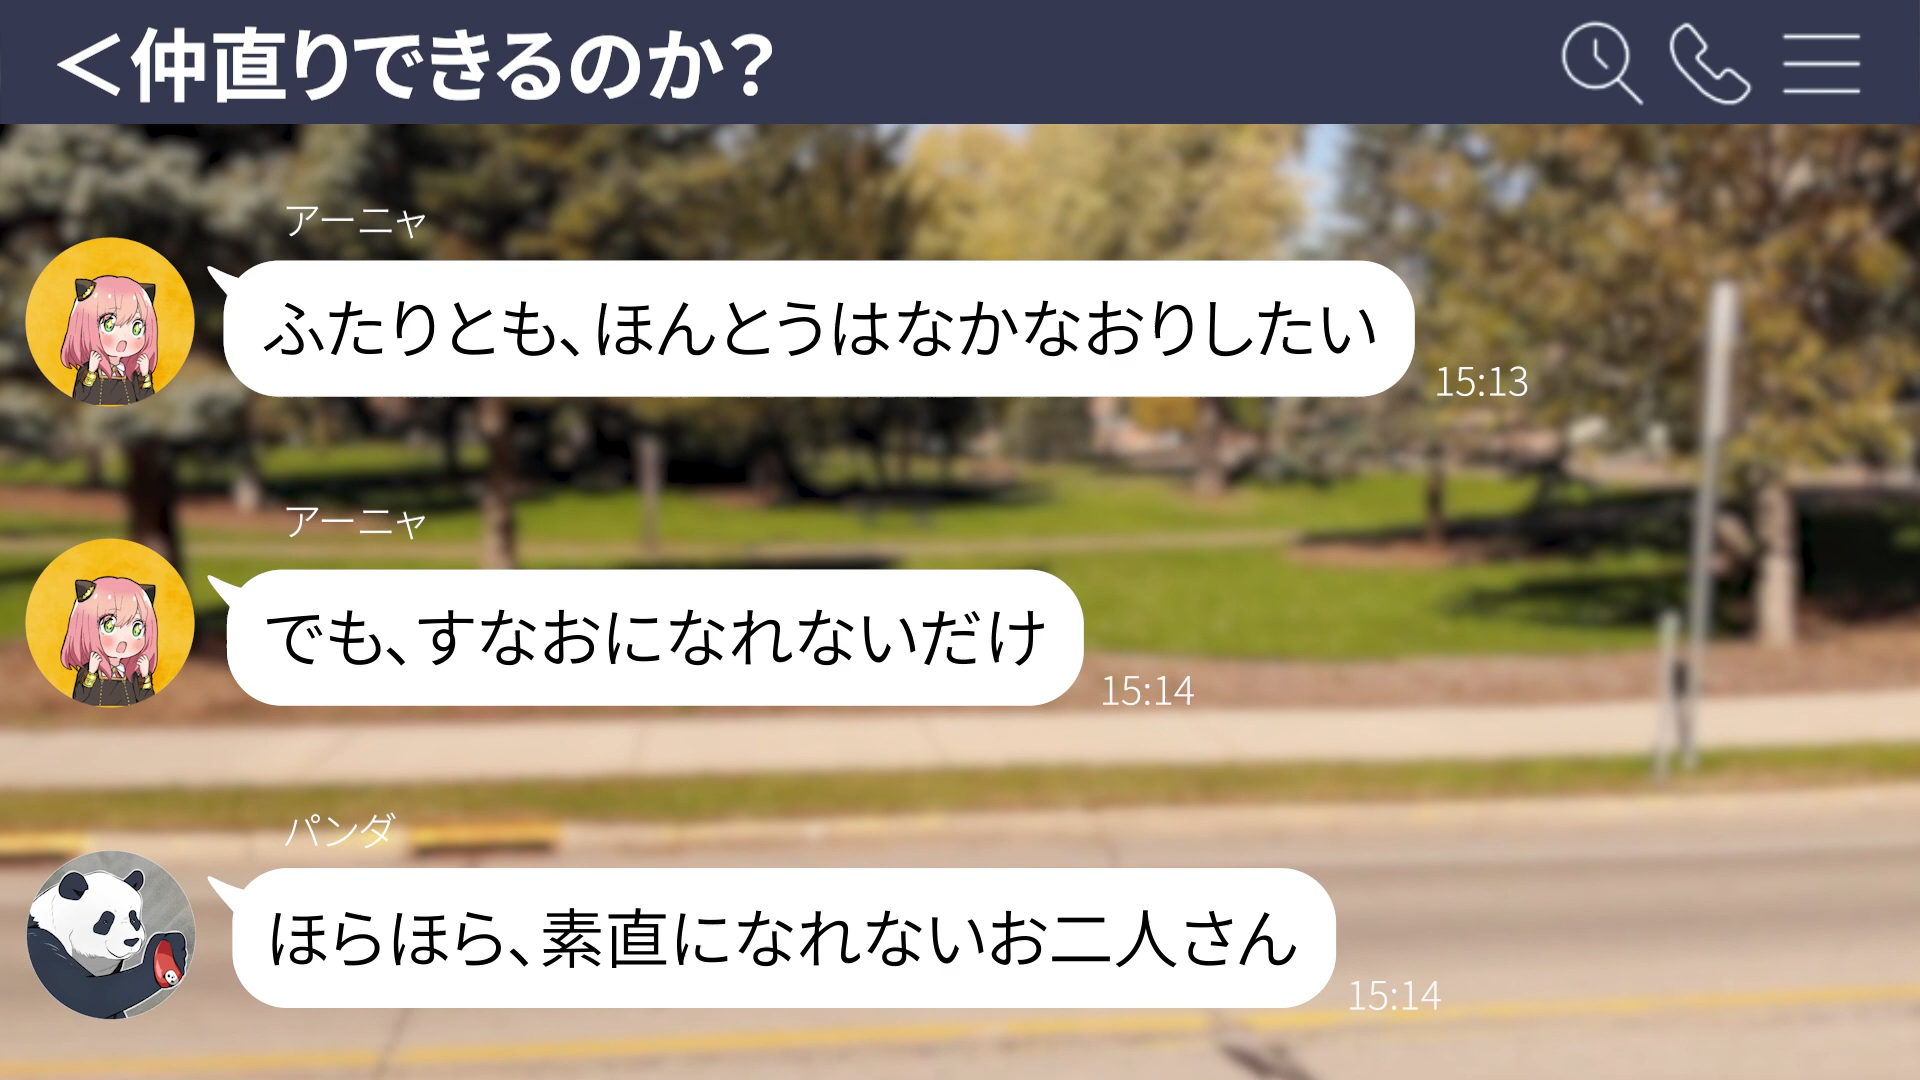 ＜仲直りできるのか？
アーニャ
ふたりとも、ほんとうはなかなおりしたい
15:13
アーニャ
でも、すなおになれないだけ
15:14
パンダ
ほらほら、素直になれないお二人さん
15:14